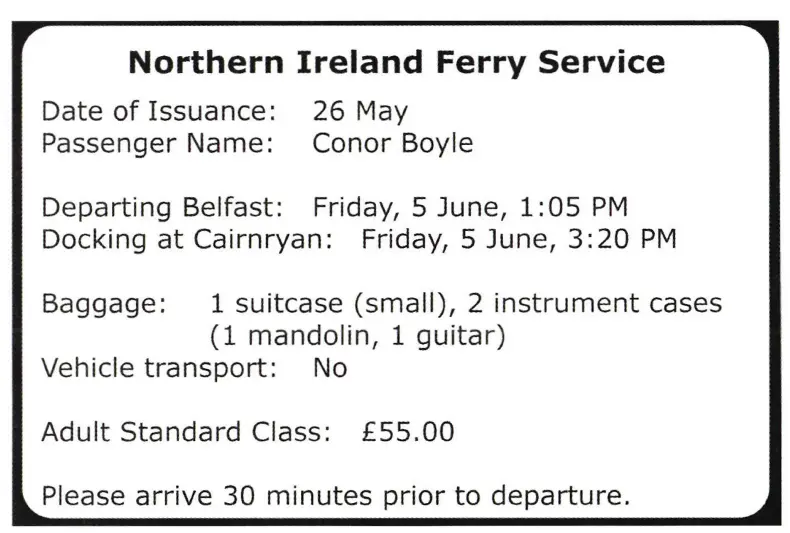 Northern Ireland Ferry Service
Date of Issuance: 26 May
Passenger Name: Conor Boyle
Departing Belfast: Friday, 5 June, 1:05 PM
Docking at Cairnryan: Friday, 5 June, 3:20 PM
Baggage: 1 suitcase (small), 2 instrument cases
(1 mandolin, 1 guitar)
Vehicle transport: No
Adult Standard Class: £55.00
Please arrive 30 minutes prior to departure.